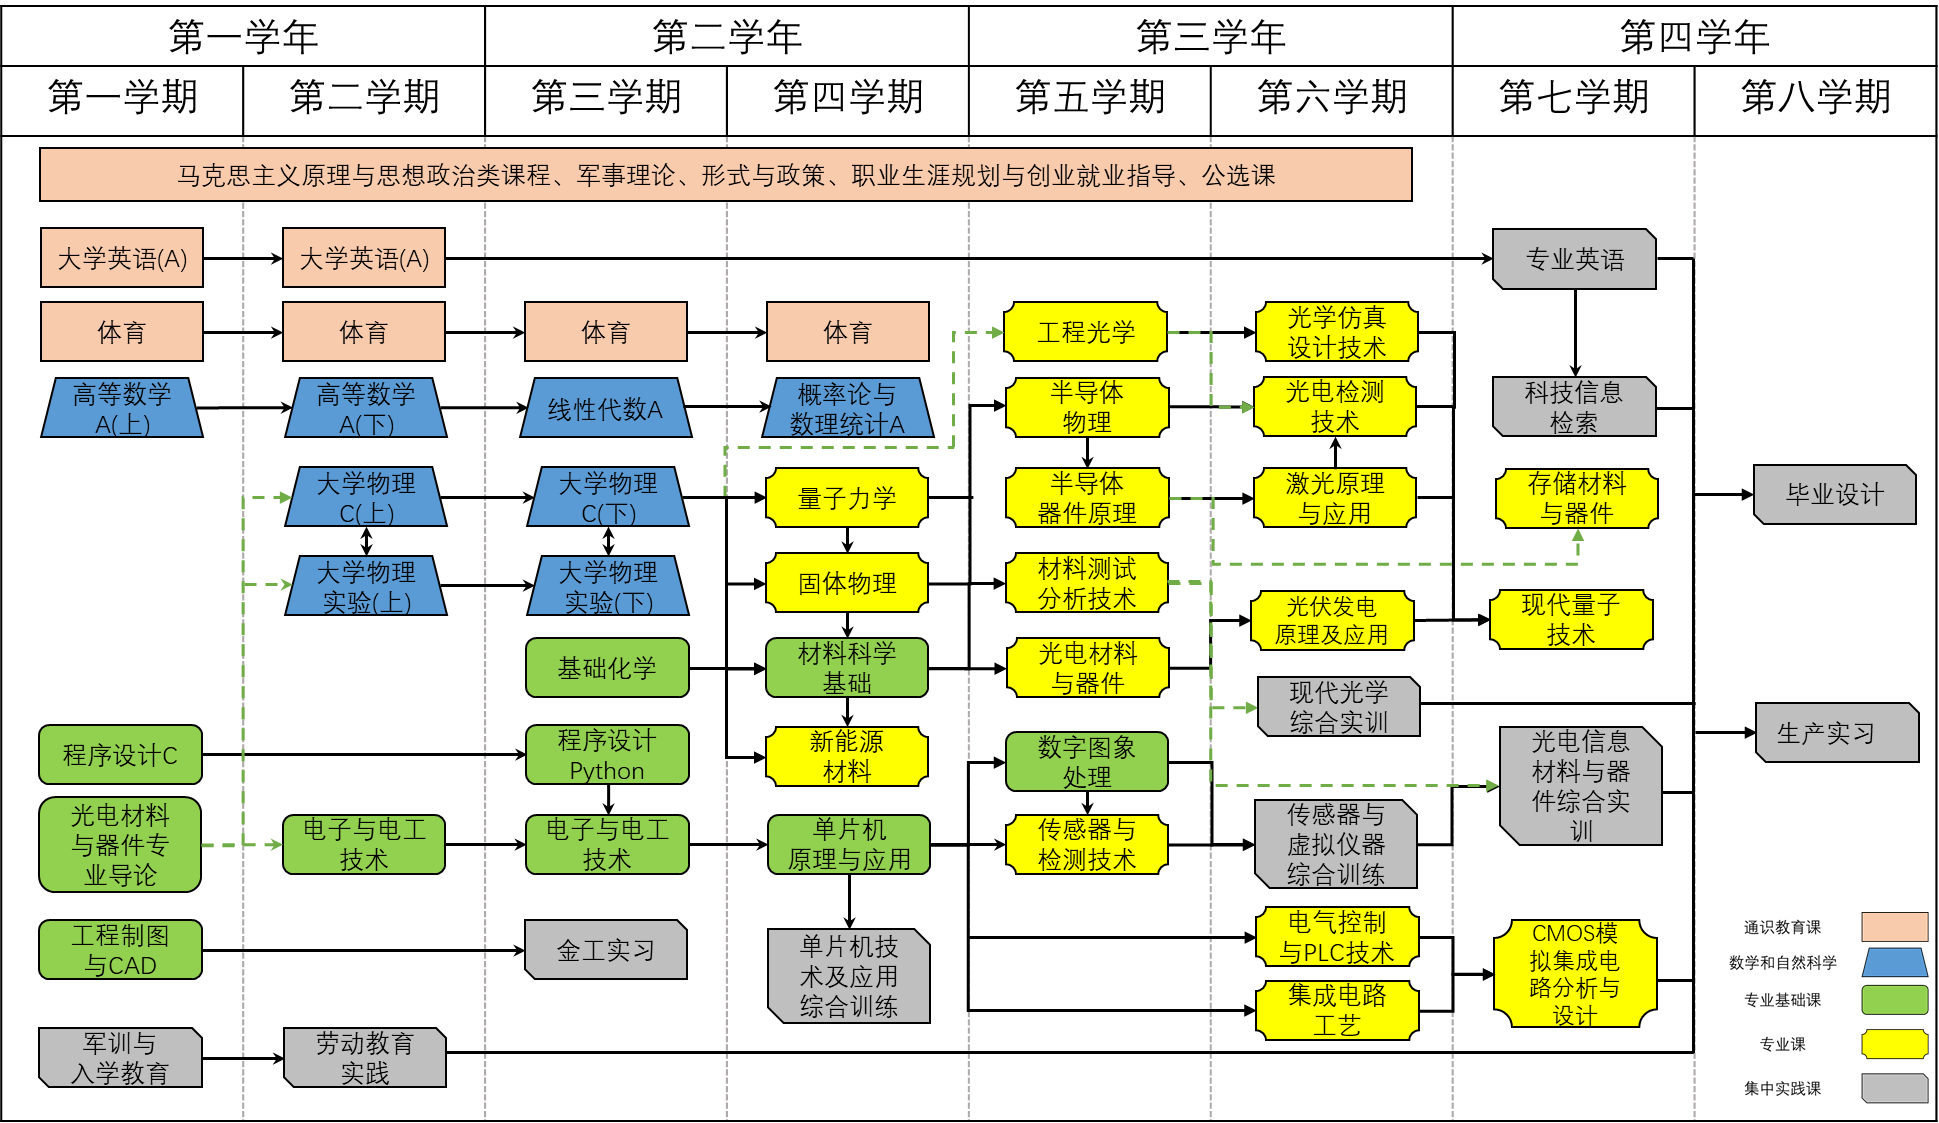 第一学年
第二学年
第三学年
第四学年
第一学期
第二学期
第三学期
第四学期
第五学期
第六学期
第七学期
第八学期
马克思主义原理与思想政治类课程、军事理论、形式与政策、职业生涯规划与创业就业指导、公选课
大学英语(A)
大学英语(A)
专业英语
体育
体育
体育
体育
工程光学
光学仿真
设计技术
高等数学
A(上)
高等数学
A(下)
线性代数A
概率论与
数理统计A
半导体
物理
光电检测
技术
科技信息
检索
大学物理
C(上)
大学物理
C(下)
量子力学
半导体
器件原理
激光原理
与应用
存储材料
与器件
毕业设计
大学物理
实验(上)
大学物理
实验(下)
固体物理
材料测试
分析技术
光伏发电
原理及应用
现代量子
技术
基础化学
材料科学
基础
光电材料
与器件
现代光学
综合实训
程序设计C
程序设计
Python
新能源
材料
数字图象
处理
光电信息
材料与器
件综合实
训
生产实习
光电材料
与器件专
业导论
电子与电工
技术
电子与电工
技术
单片机
原理与应用
传感器与
检测技术
传感器与
虚拟仪器
综合训练
工程制图
与CAD
金工实习
单片机技
术及应用
综合训练
电气控制
与PLC技术
集成电路
工艺
CMOS模
拟集成电
路分析与
设计
军训与
入学教育
劳动教育
实践
通识教育课
数学和自然科学
专业基础课
专业课
集中实践课